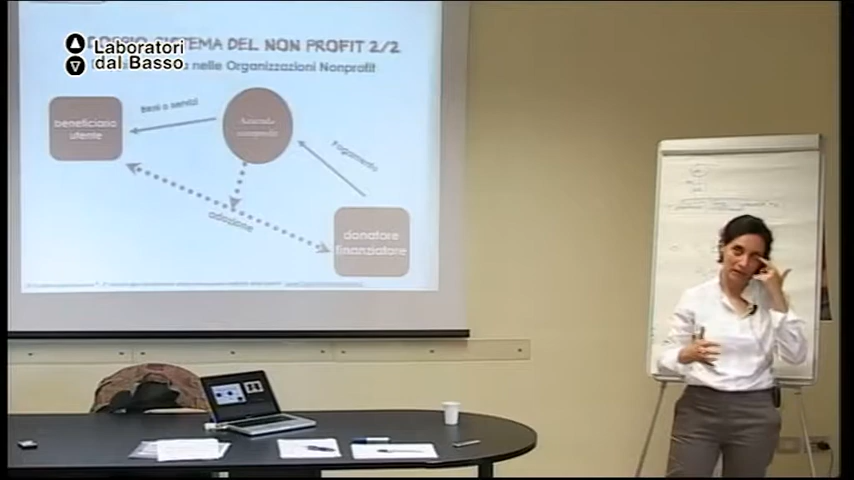 Laboratori
dal Basso
SISTEMA DEL NON PROFIT 2/2
nelle Organizzazioni Nonprofit
beneficiario
utente
Beni o servizi
Azienda
nonprofit
Pagamento
adozione
donatore
finanziatore